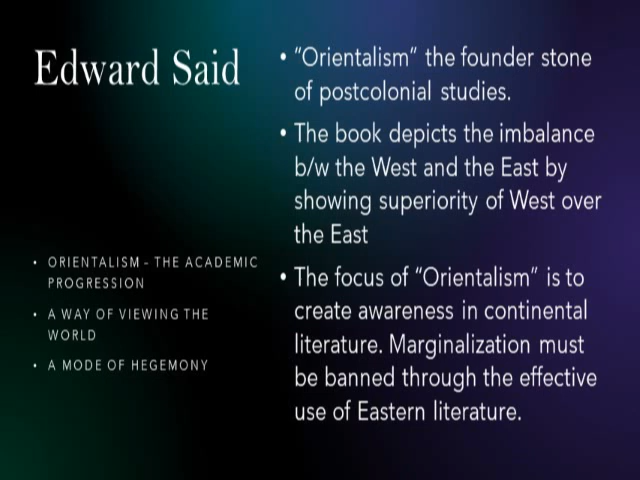 Edward Said
• ORIENTALISM – THE ACADEMIC
PROGRESSION
• A WAY OF VIEWING THE
WORLD
• A MODE OF HEGEMONY
• “Orientalism“ the founder stone
of postcolonial studies.
• The book depicts the imbalance
b/w the West and the East by
showing superiority of West over
the East
• The focus of “Orientalism” is to
create awareness in continental
literature. Marginalization must
be banned through the effective
use of Eastern literature.